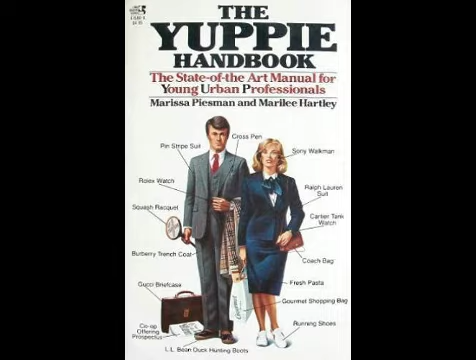 THE
YUPPIE
HANDBOOK
The State-of-the Art Manual for
Young Urban Professionals
Marissa Piesman and Marilee Hartley
Cross Pen
Pin Stripe Suit
Sony Walkman
Rolex Watch
Ralph Lauren
Suit
Squash Racquet
Cartier Tank
Watch
Burberry Trench Coat
Coach Bag
Gucci Briefcase
Fresh Pasta
Gourmet Shopping Bag
Co-op
Offering
Prospectus
Running Shoes
L.L. Bean Duck Hunting Boots